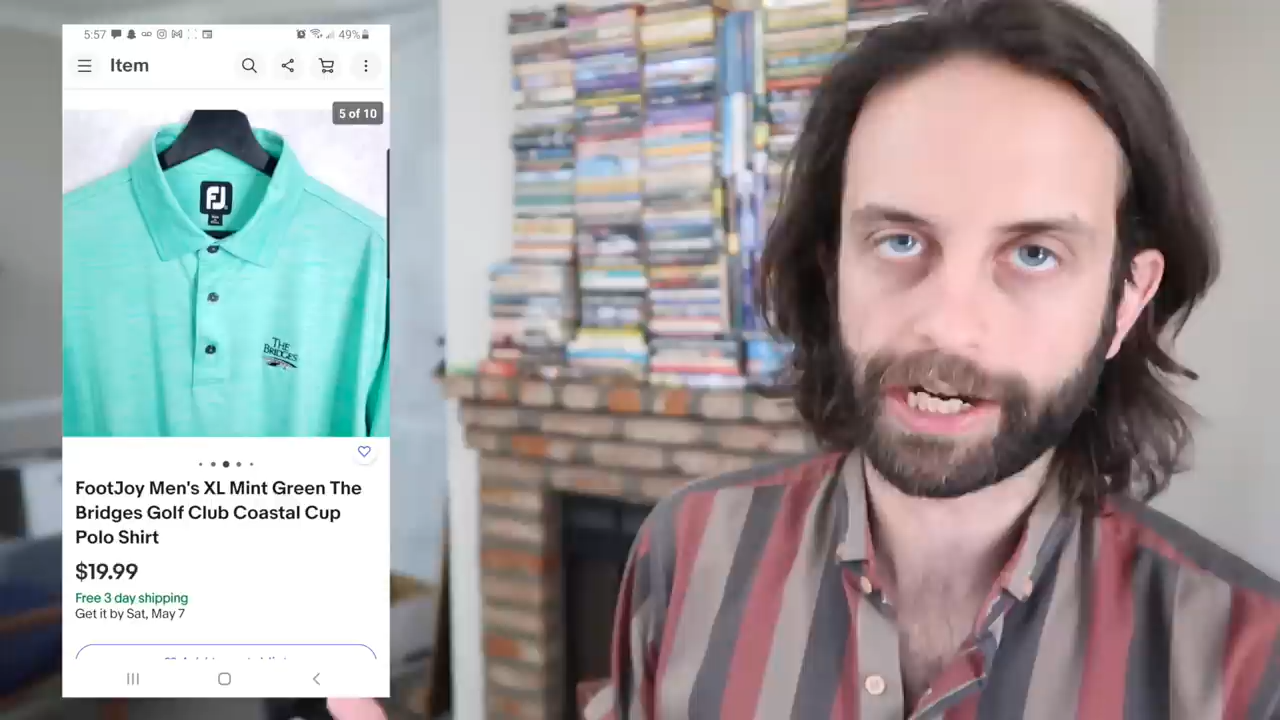 5:57
49%
Item
5 of 10
FJ
THE
BRIDGES
FootJoy Men's XL Mint Green The
Bridges Golf Club Coastal Cup
Polo Shirt
$19.99
Free 3 day shipping
Get it by Sat, May 7